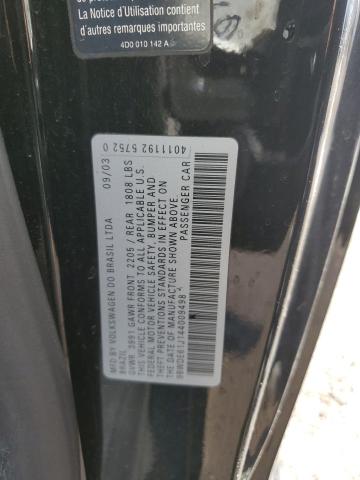 La Notice d'Utilisation contient
d'autres remarques importantes
4D0 010 142 A
4011192 5752 0
MFD BY VOLKSWAGEN DO BRASIL LTDA 09/03
BRAZIL
GVWR 3991 GAWR FRONT 2205 / REAR 1808 LBS
THIS VEHICLE CONFORMS TO ALL APPLICABLE U.S.
FEDERAL MOTOR VEHICLE SAFETY, BUMPER AND
THEFT PREVENTION STANDARDS IN EFFECT ON
THE DATE OF MANUFACTURE SHOWN ABOVE.
9BWDE61J144009498 PASSENGER CAR